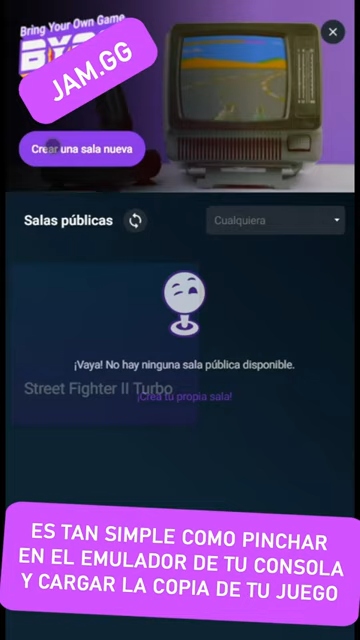 Bring Your Own Game
JAM.GG
Crear una sala nueva
Salas públicas
Cualquiera
¡Vaya! No hay ninguna sala pública disponible.
Street Fighter II Turbo
¡Crea tu propia sala!
ES TAN SIMPLE COMO PINCHAR
EN EL EMULADOR DE TU CONSOLA
Y CARGAR LA COPIA DE TU JUEGO